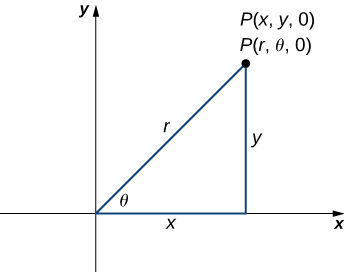 y
P(x, y, 0)
P(r, θ, 0)
r
y
θ
x
x